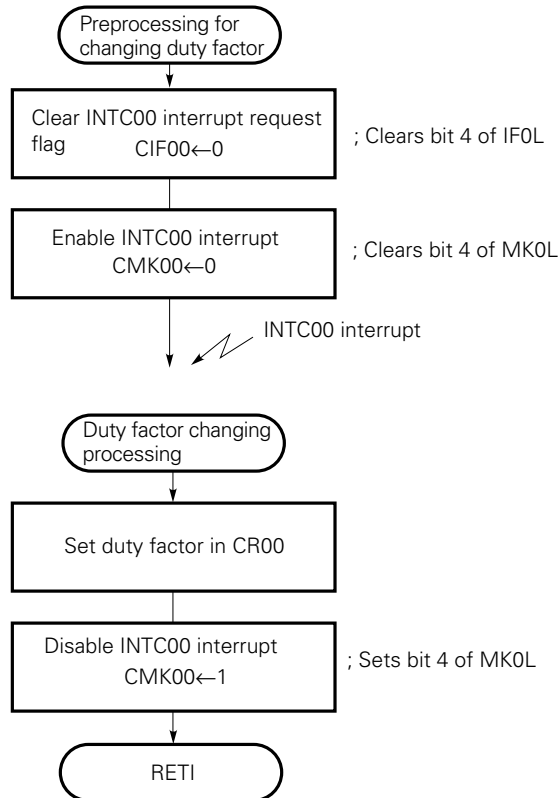 Preprocessing for
changing duty factor
Clear INTC00 interrupt request
flag CIF00←0
; Clears bit 4 of IF0L
Enable INTC00 interrupt
CMK00←0
; Clears bit 4 of MK0L
INTC00 interrupt
Duty factor changing
processing
Set duty factor in CR00
Disable INTC00 interrupt
CMK00←1
; Sets bit 4 of MK0L
RETI